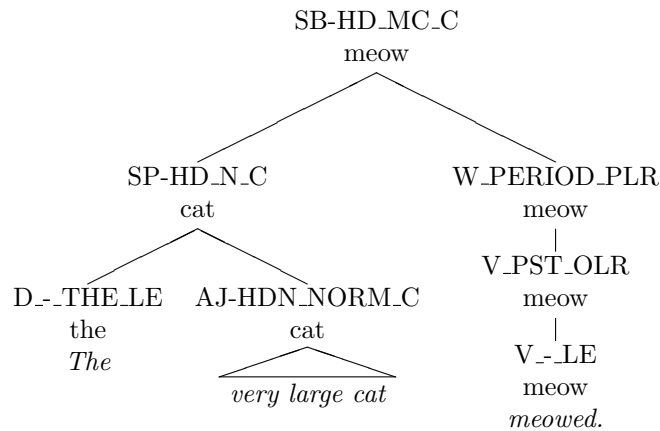 SB-HD_MC_C
meow
SP-HD_N_C W_PERIOD_PLR
cat meow
D_-_THE_LE AJ-HDN_NORM_C V_PST_OLR
the cat meow
The very large cat V_-_LE
meow
meowed.